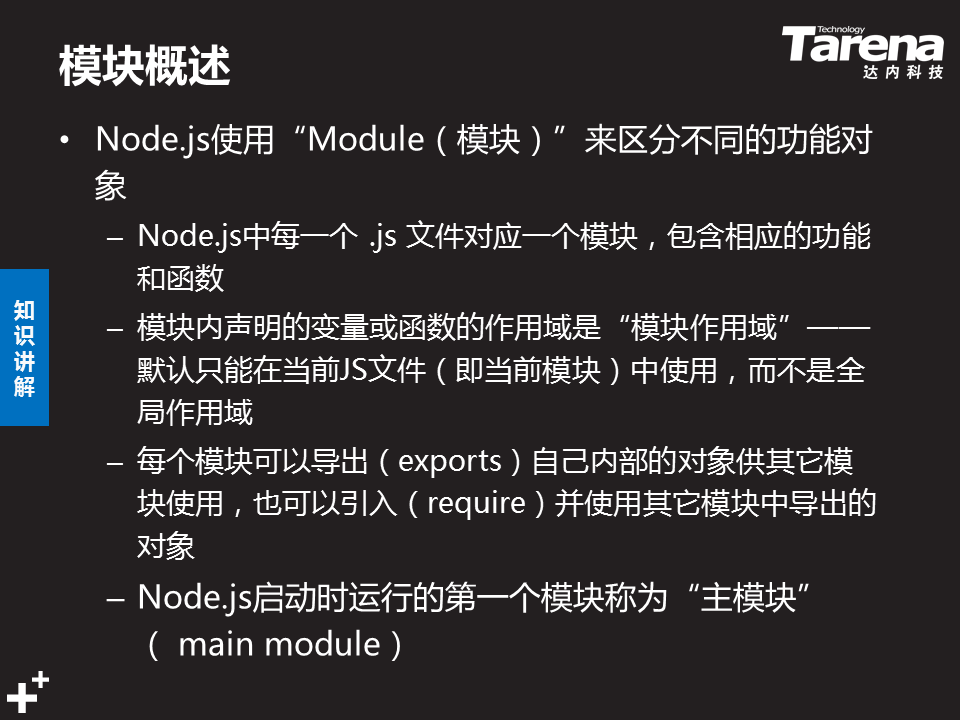 模块概述
Technology
Tarena
达内科技
• Node.js使用“Module（模块）”来区分不同的功能对
象
– Node.js中每一个 .js 文件对应一个模块，包含相应的功能
和函数
– 模块内声明的变量或函数的作用域是“模块作用域”——
默认只能在当前JS文件（即当前模块）中使用，而不是全
局作用域
– 每个模块可以导出（exports）自己内部的对象供其它模
块使用，也可以引入（require）并使用其它模块中导出的
对象
– Node.js启动时运行的第一个模块称为“主模块”
（ main module）
知
识
讲
解